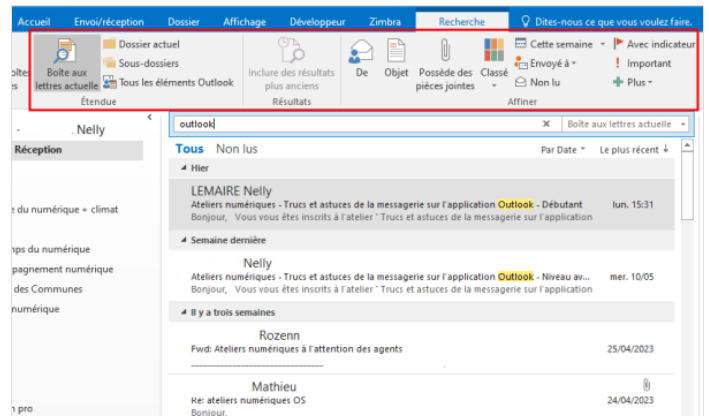 Accueil Envoi/réception Dossier Affichage Développeur Zimbra Recherche Dites-nous ce que vous voulez faire.
Boîte aux lettres actuelle
Dossier actuel
Sous-dossiers
Tous les éléments Outlook
Étendue
Inclure des résultats plus anciens
Résultats
De
Objet
Possède des pièces jointes
Classé
Cette semaine
Envoyé à
Non lu
Avec indicateur
Important
Plus
Affiner
- . Nelly
Réception
e du numérique + climat
mps du numérique
pagnement numérique
des Communes
numérique
n pro
outlook
Boîte aux lettres actuelle
Tous Non lus Par Date Le plus récent ↓
Hier
LEMAIRE Nelly
Ateliers numériques - Trucs et astuces de la messagerie sur l'application Outlook - Débutant lun. 15:31
Bonjour, Vous vous êtes inscrits à l'atelier " Trucs et astuces de la messagerie sur l'application
Semaine dernière
Nelly
Ateliers numériques - Trucs et astuces de la messagerie sur l'application Outlook - Niveau av... mer. 10/05
Bonjour, Vous vous êtes inscrits à l'atelier " Trucs et astuces de la messagerie sur l'application
Il y a trois semaines
Rozenn
Fwd: Ateliers numériques à l'attention des agents 25/04/2023
Mathieu
Re: ateliers numériques OS 24/04/2023
Bonjour,